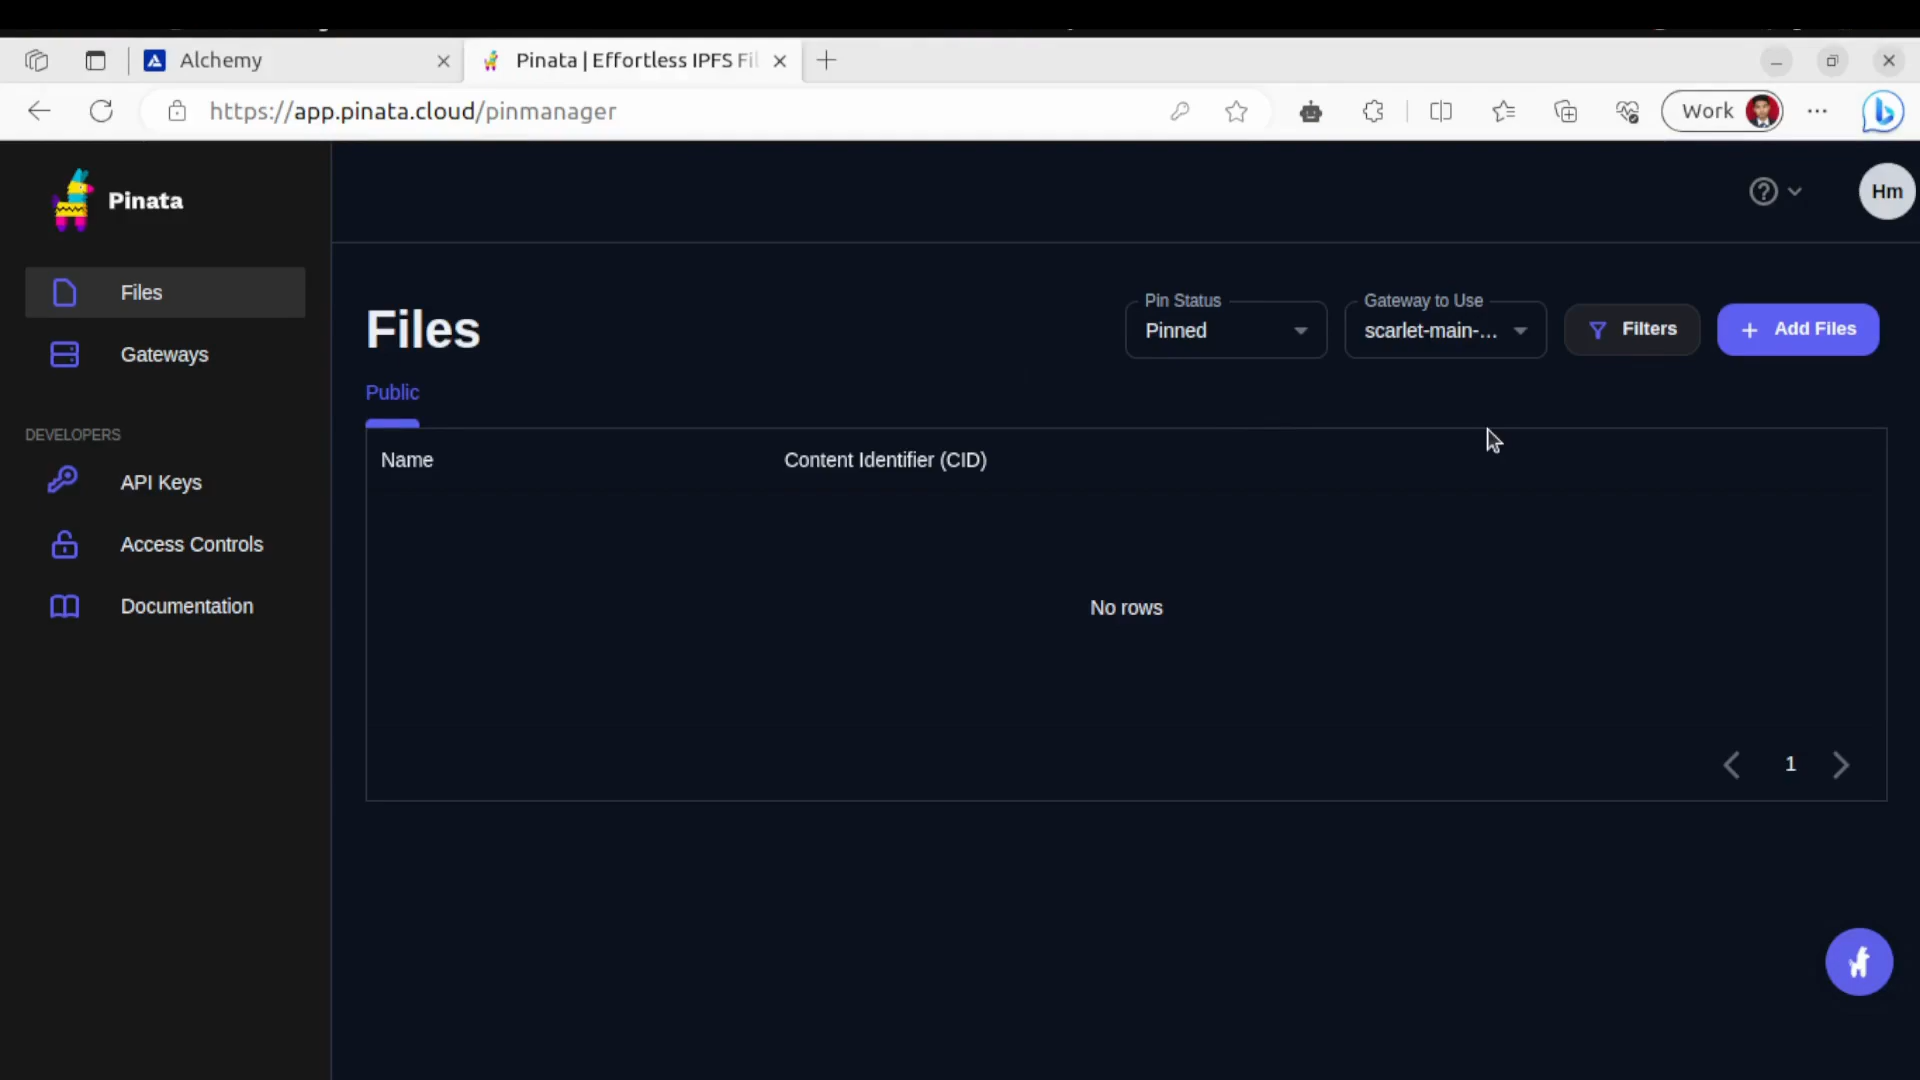 Alchemy
Pinata | Effortless IPFS Fil
https://app.pinata.cloud/pinmanager
Work
Pinata
Hm
Files
Gateways
DEVELOPERS
API Keys
Access Controls
Documentation
Files
Pin Status
Pinned
Gateway to Use
scarlet-main-...
Filters
+ Add Files
Public
Name
Content Identifier (CID)
No rows
1